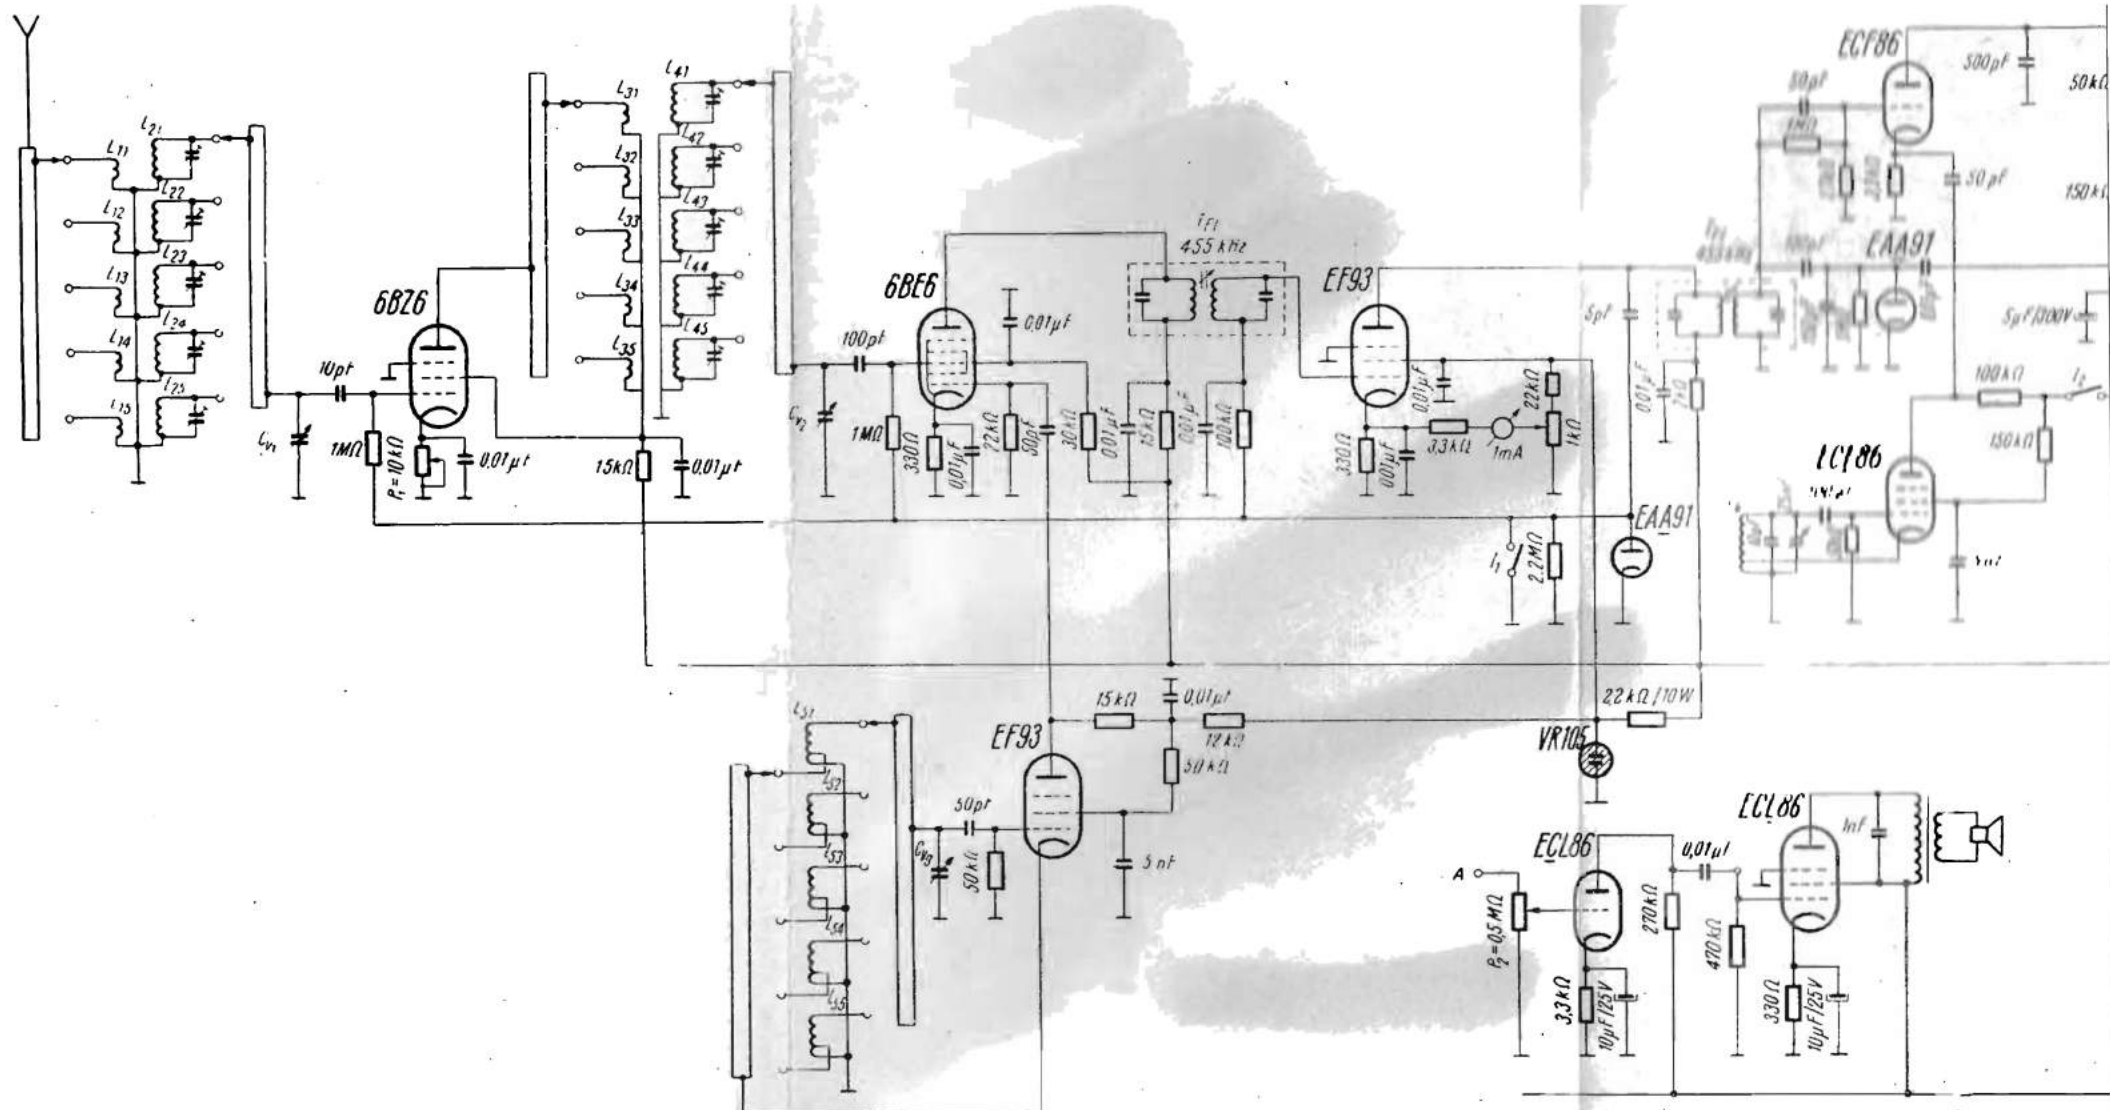 ECF86
500pF
50kΩ
50pF
1MΩ
50pF
150kΩ
L11
L21
L12
L22
L13
L23
L14
L24
L15
L25
L31
L41
L32
L42
L33
L43
L34
L44
L35
L45
10pf
6BZ6
Cv1
1MΩ
P1=10kΩ
0,01µf
15kΩ
0,01µf
6BE6
100pf
Cv2
1MΩ
330Ω
0,01µF
22kΩ
50pF
30kΩ
0,01µF
455 kHz
0,01µF
15kΩ
0,01µF
100kΩ
EF93
330Ω
0,01µF
0,01µF
3,3kΩ
1mA
22kΩ
1kΩ
5pf
0,01µF
EAA91
5µF/300V
100kΩ
I2
150kΩ
I1
2.2MΩ
EAA91
L51
L52
L53
L54
L55
Cv3
50pf
50kΩ
EF93
15kΩ
0,01µf
12kΩ
50kΩ
5nf
2,2kΩ/10W
VR105
A
P2=0,5MΩ
ECL86
3,3kΩ
10µF/25V
270kΩ
0,01µf
470kΩ
ECL86
1nF
330Ω
10µF/25V